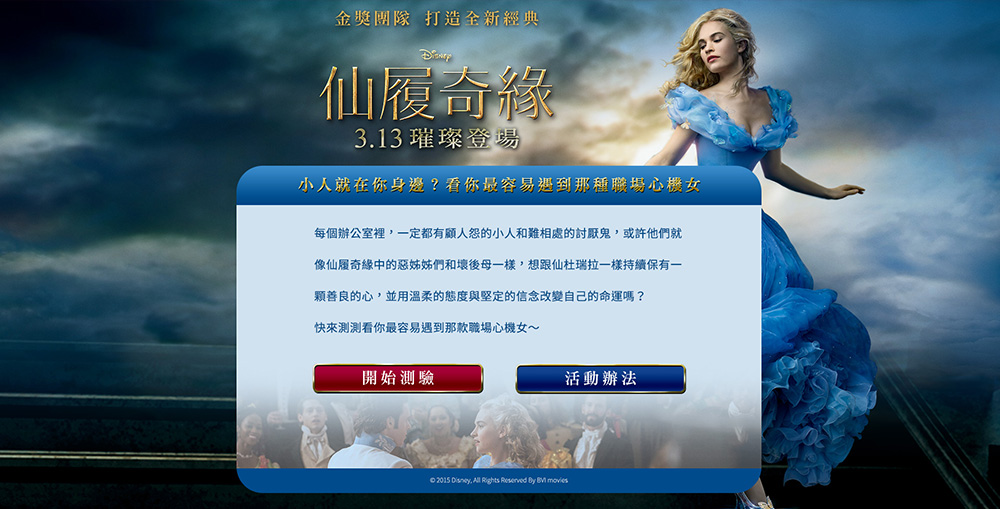 金獎團隊 打造全新經典
Disney
仙履奇緣
3.13 璀璨登場
小人就在你身邊？看你最容易遇到那種職場心機女
每個辦公室裡，一定都有顧人怨的小人和難相處的討厭鬼，或許他們就
像仙履奇緣中的惡姊姊們和壞後母一樣，想跟仙杜瑞拉一樣持續保有一
顆善良的心，並用溫柔的態度與堅定的信念改變自己的命運嗎？
快來測測看你最容易遇到那款職場心機女～
開始測驗 活動辦法
© 2015 Disney, All Rights Reserved By BVI movies